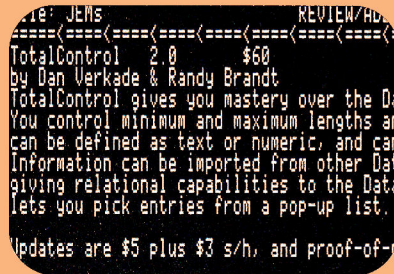 File: JEMs REVIEW/ADD
=====<====<====<====<====<====<====<====<
TotalControl 2.0 $60
by Dan Verkade & Randy Brandt
TotalControl gives you mastery over the Da
You control minimum and maximum lengths an
can be defined as text or numeric, and can
Information can be imported from other Dat
giving relational capabilities to the Data
lets you pick entries from a pop-up list.
Updates are $5 plus $3 s/h, and proof-of-